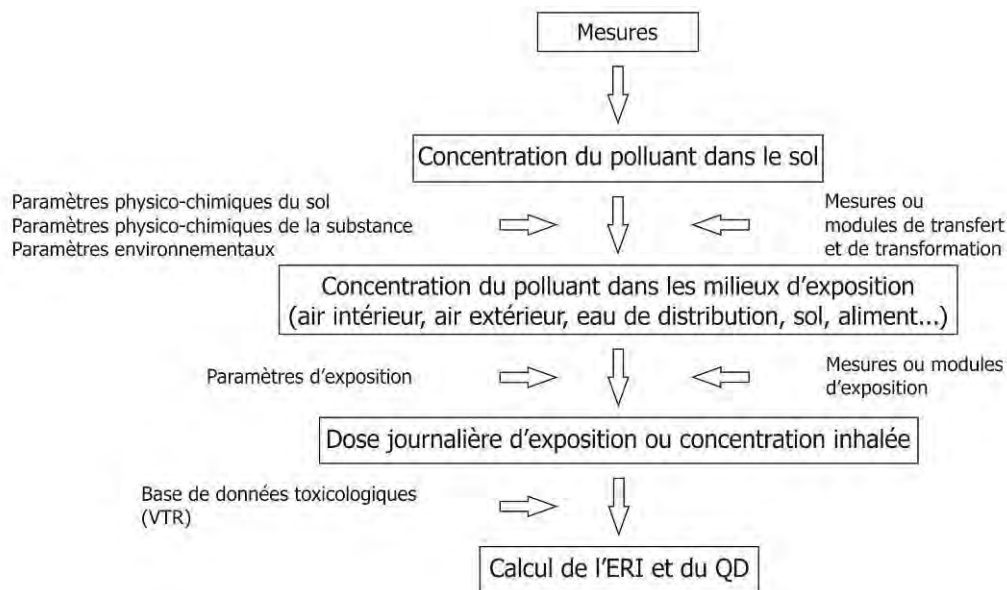 Mesures
Concentration du polluant dans le sol
Paramètres physico-chimiques du sol
Paramètres physico-chimiques de la substance
Paramètres environnementaux
Mesures ou
modules de transfert
et de transformation
Concentration du polluant dans les milieux d’exposition
(air intérieur, air extérieur, eau de distribution, sol, aliment...)
Paramètres d’exposition
Mesures ou modules
d’exposition
Dose journalière d’exposition ou concentration inhalée
Base de données toxicologiques
(VTR)
Calcul de l’ERI et du QD